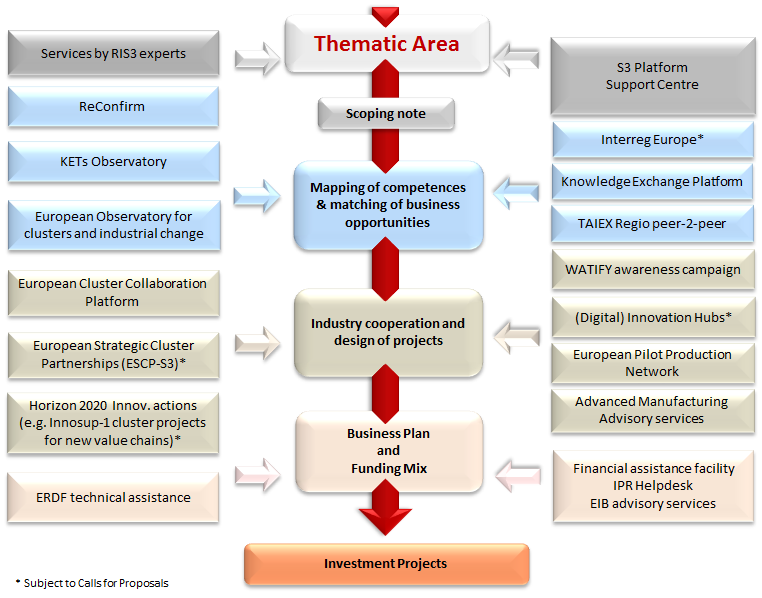 Thematic Area
Scoping note
Mapping of competences
& matching of business
opportunities
Industry cooperation and
design of projects
Business Plan
and
Funding Mix
Investment Projects
Services by RIS3 experts
ReConfirm
KETs Observatory
European Observatory for
clusters and industrial change
European Cluster Collaboration
Platform
European Strategic Cluster
Partnerships (ESCP-S3)*
Horizon 2020 Innov. actions
(e.g. Innosup-1 cluster projects
for new value chains)*
ERDF technical assistance
S3 Platform
Support Centre
Interreg Europe*
Knowledge Exchange Platform
TAIEX Regio peer-2-peer
WATIFY awareness campaign
(Digital) Innovation Hubs*
European Pilot Production
Network
Advanced Manufacturing
Advisory services
Financial assistance facility
IPR Helpdesk
EIB advisory services
* Subject to Calls for Proposals